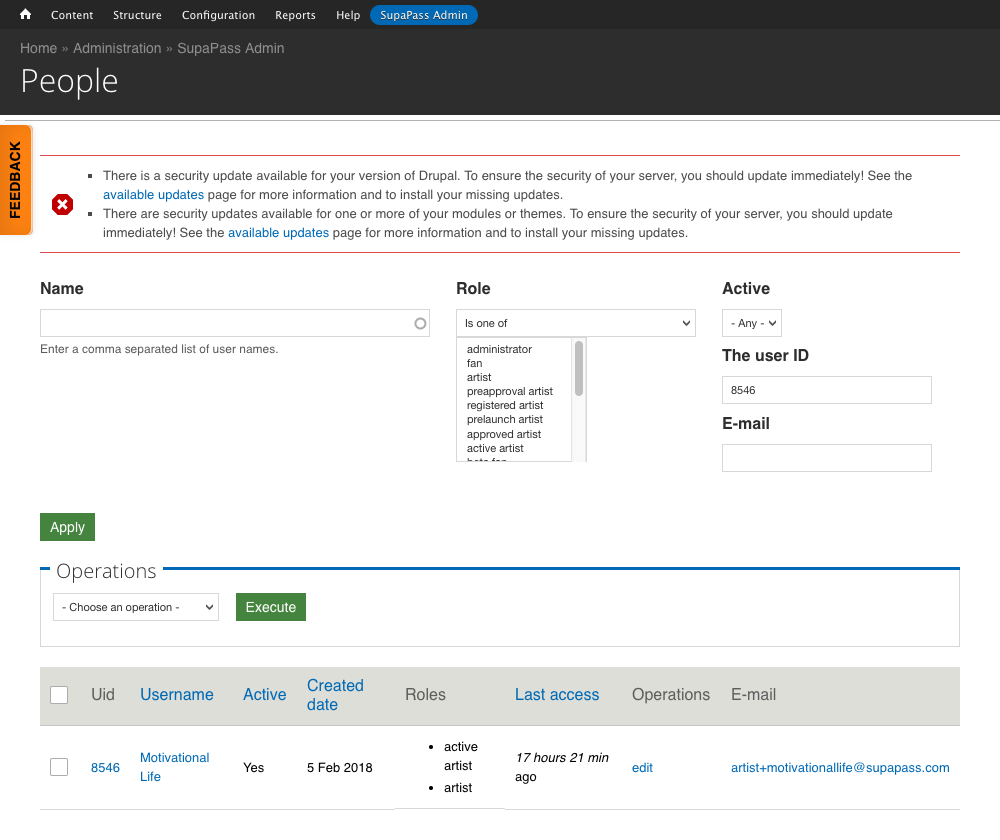 Content Structure Configuration Reports Help SupaPass Admin
Home » Administration » SupaPass Admin
People
FEEDBACK
There is a security update available for your version of Drupal. To ensure the security of your server, you should update immediately! See the
available updates page for more information and to install your missing updates.
There are security updates available for one or more of your modules or themes. To ensure the security of your server, you should update
immediately! See the available updates page for more information and to install your missing updates.
Name
Enter a comma separated list of user names.
Role
Is one of
administrator
fan
artist
preapproval artist
registered artist
prelaunch artist
approved artist
active artist
Active
- Any -
The user ID
8546
E-mail
Apply
Operations
- Choose an operation -
Execute
Uid Username Active Created date Roles Last access Operations E-mail
8546 Motivational Life Yes 5 Feb 2018
active artist
artist
17 hours 21 min ago
edit
artist+motivationallife@supapass.com